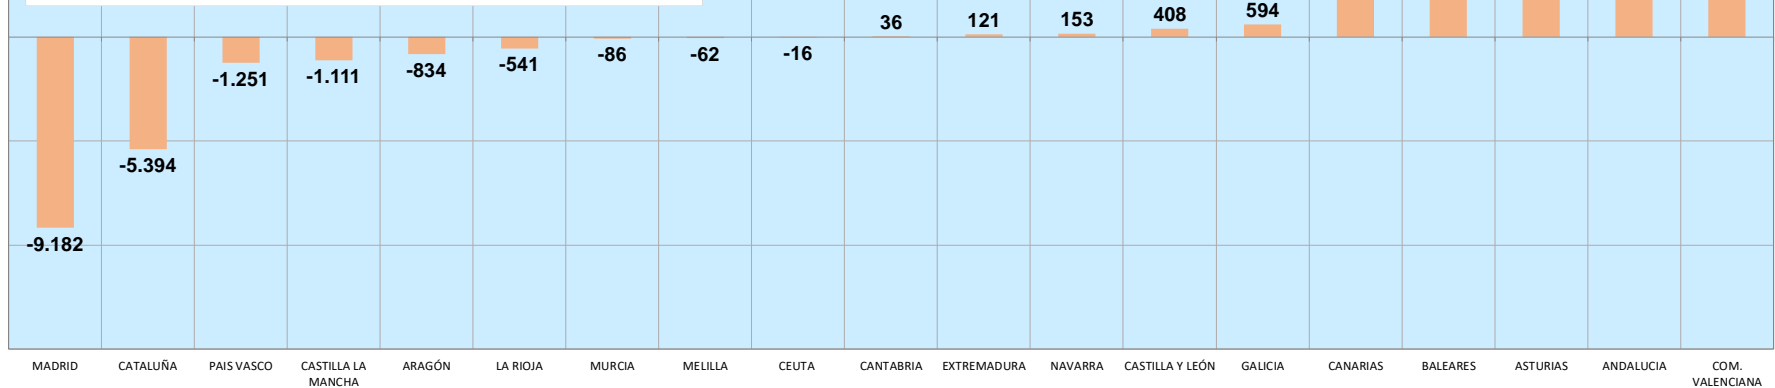 36
121
153
408
594
-1.251
-1.111
-834
-541
-86
-62
-16
-5.394
-9.182
MADRID
CATALUÑA
PAIS VASCO
CASTILLA LA
MANCHA
ARAGÓN
LA RIOJA
MURCIA
MELILLA
CEUTA
CANTABRIA
EXTREMADURA
NAVARRA
CASTILLA Y LEÓN
GALICIA
CANARIAS
BALEARES
ASTURIAS
ANDALUCIA
COM.
VALENCIANA